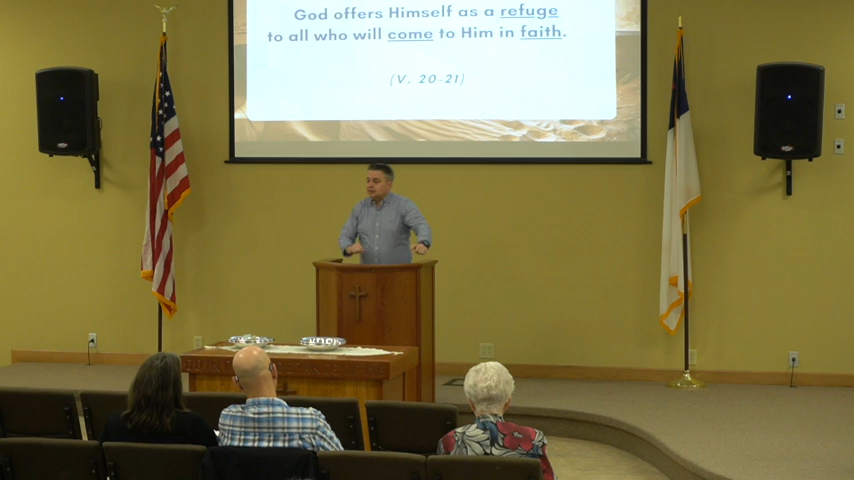 God offers Himself as a refuge
to all who will come to Him in faith.
(V. 20-21)